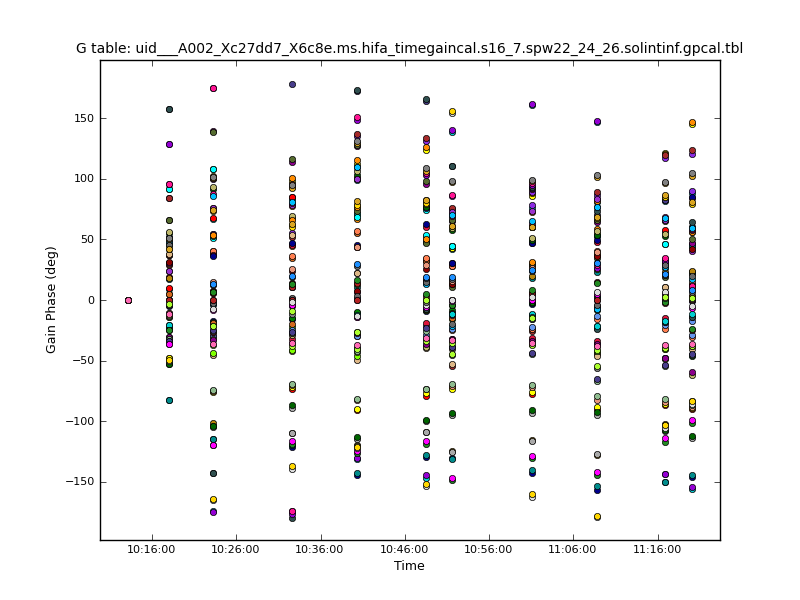 G table: uid___A002_Xc27dd7_X6c8e.ms.hifa_timegaincal.s16_7.spw22_24_26.solintinf.gpcal.tbl
150
100
50
0
−50
−100
−150
Gain Phase (deg)
10:16:00 10:26:00 10:36:00 10:46:00 10:56:00 11:06:00 11:16:00
Time